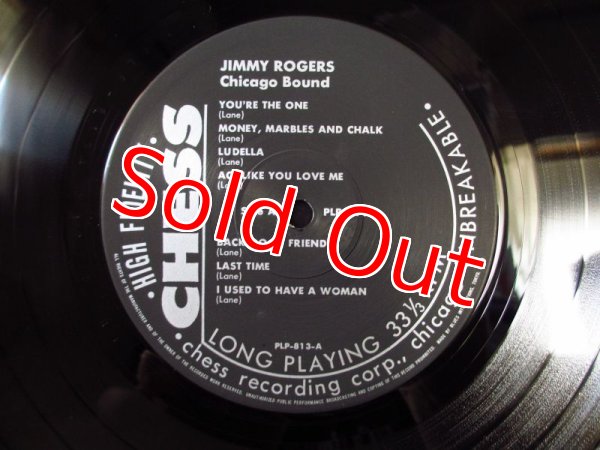 JIMMY ROGERS
Chicago Bound
YOU'RE THE ONE
(Lane)
MONEY, MARBLES AND CHALK
(Lane)
LUDELLA
(Lane)
LIKE YOU LOVE ME
Sold Out
BACK FRIEND
(Lane)
LAST TIME
(Lane)
I USED TO HAVE A WOMAN
(Lane)
PLP-813-A
HIGH
CHESS
LONG PLAYING 33⅓
chess recording corp., chicago